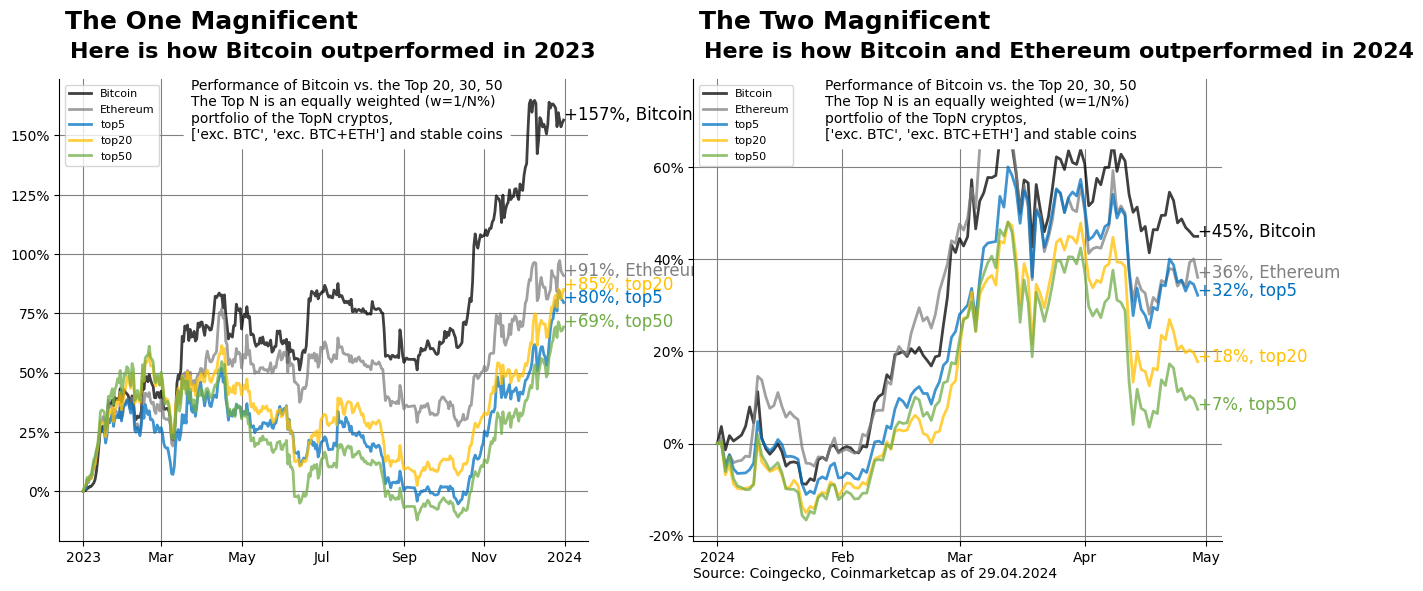 The One Magnificent
Here is how Bitcoin outperformed in 2023
Bitcoin
Ethereum
top5
top20
top50
Performance of Bitcoin vs. the Top 20, 30, 50
The Top N is an equally weighted (w=1/N%)
portfolio of the TopN cryptos,
['exc. BTC', 'exc. BTC+ETH'] and stable coins
150%
125%
100%
75%
50%
25%
0%
+157%, Bitcoin
+91%, Ethereum
+85%, top20
+80%, top5
+69%, top50
2023
Mar
May
Jul
Sep
Nov
2024
The Two Magnificent
Here is how Bitcoin and Ethereum outperformed in 2024
Bitcoin
Ethereum
top5
top20
top50
Performance of Bitcoin vs. the Top 20, 30, 50
The Top N is an equally weighted (w=1/N%)
portfolio of the TopN cryptos,
['exc. BTC', 'exc. BTC+ETH'] and stable coins
60%
40%
20%
0%
-20%
+45%, Bitcoin
+36%, Ethereum
+32%, top5
+18%, top20
+7%, top50
2024
Feb
Mar
Apr
May
Source: Coingecko, Coinmarketcap as of 29.04.2024